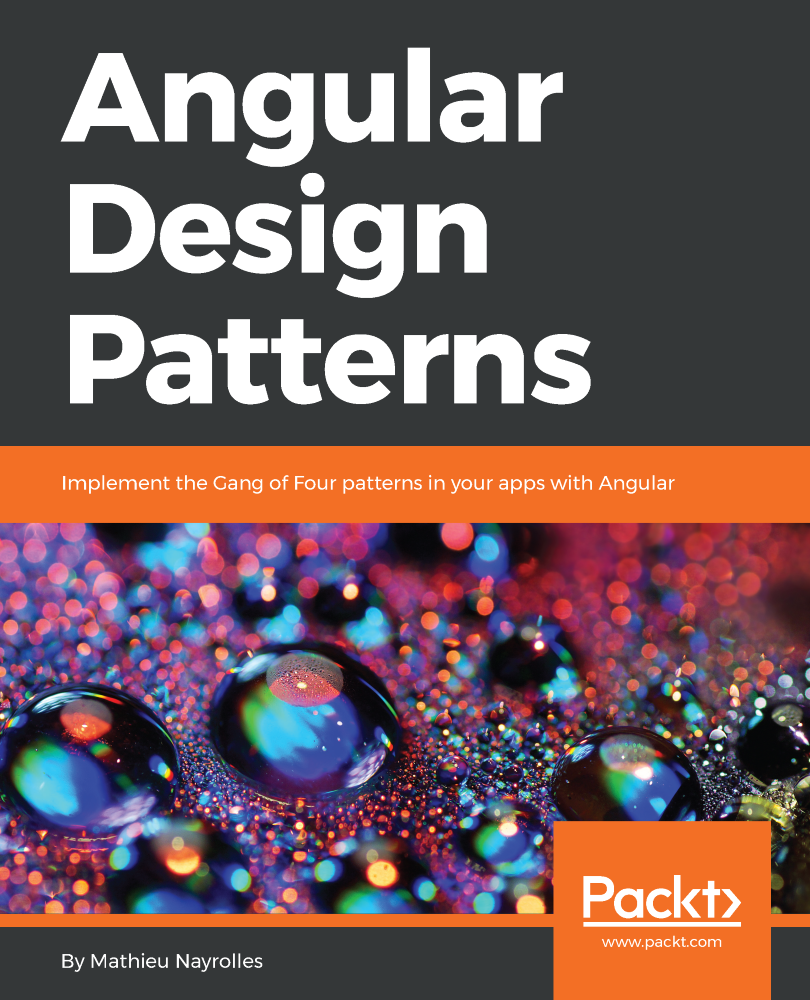 Angular
Design
Patterns
Implement the Gang of Four patterns in your apps with Angular
Packt>
www.packt.com
By Mathieu Nayrolles